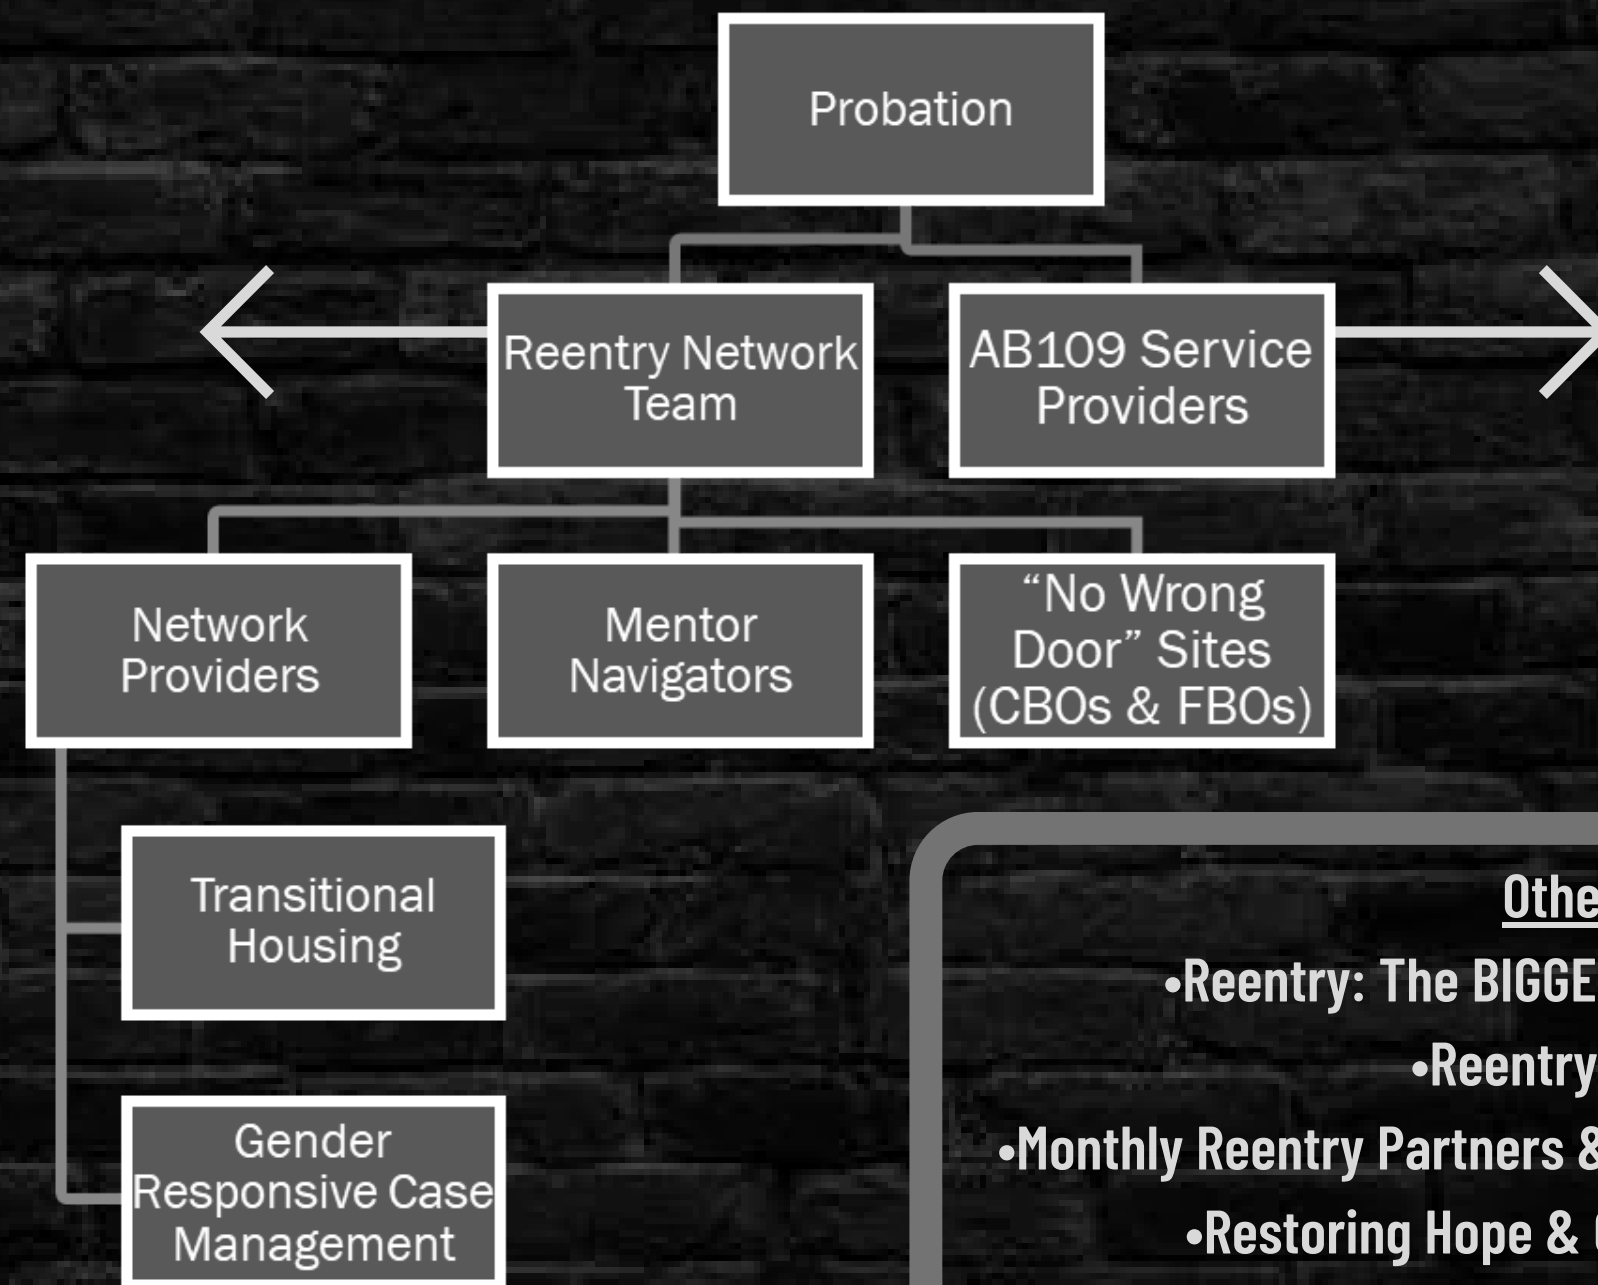 Probation
Reentry Network
Team
AB109 Service
Providers
Network
Providers
Mentor
Navigators
“No Wrong
Door” Sites
(CBOs & FBOs)
Transitional
Housing
Gender
Responsive Case
Management
•Reentry: The
•Reentry
•Monthly Reentry Partners &
•Restoring Hope &